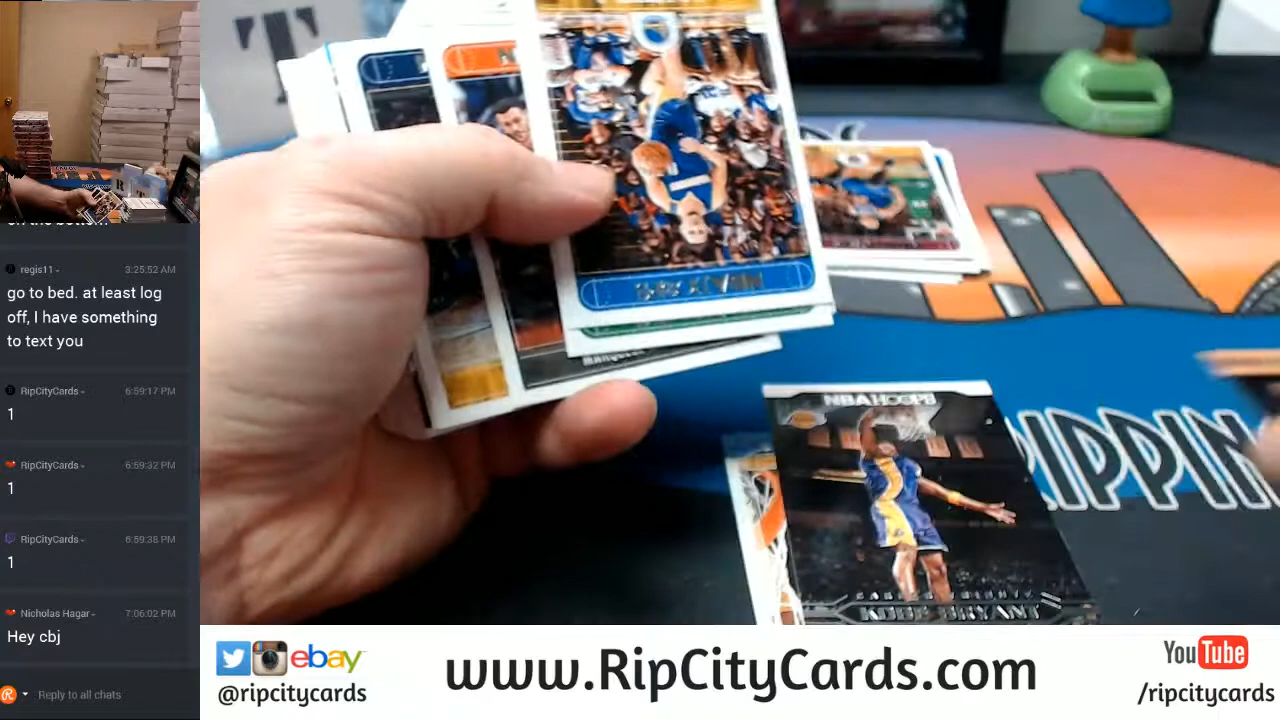 regis11 - 3:25:52 AM
go to bed. at least log
off, I have something
to text you
RipCityCards - 6:59:17 PM
1
RipCityCards - 6:59:32 PM
1
RipCityCards - 6:59:38 PM
1
Nicholas Hagar - 7:06:02 PM
Hey cbj
Reply to all chats
NBA HOOPS
KOBE BRYANT
RIPPIN
ebay
@ripcitycards
www.RipCityCards.com
YouTube
/ripcitycards